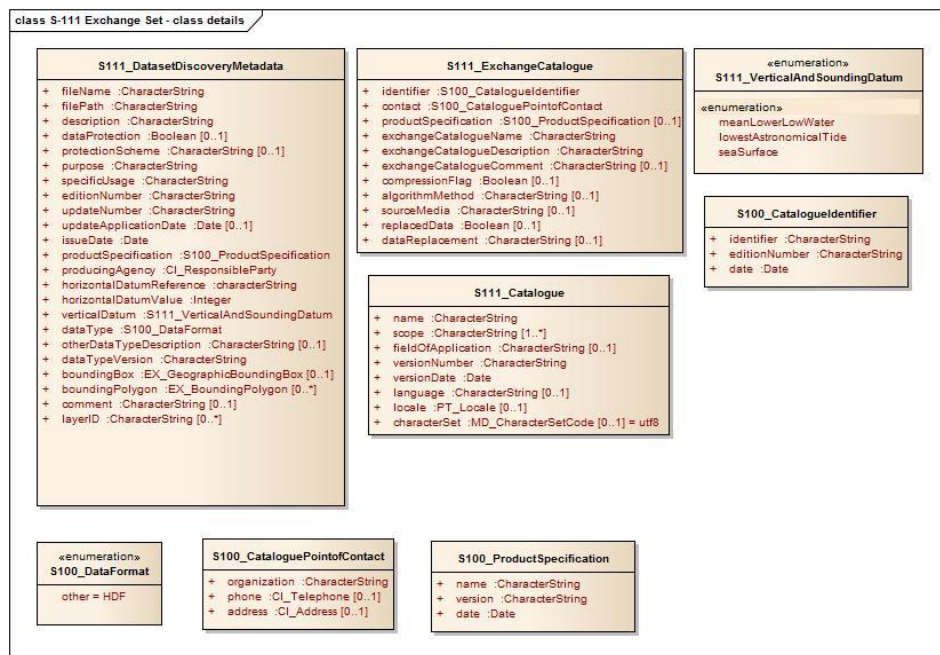 class S-111 Exchange Set - class details
S111_DatasetDiscoveryMetadata
+ fileName :CharacterString
+ filePath :CharacterString
+ description :CharacterString
+ dataProtection :Boolean [0..1]
+ protectionScheme :CharacterString [0..1]
+ purpose :CharacterString
+ specificUsage :CharacterString
+ editionNumber :CharacterString
+ updateNumber :CharacterString
+ updateApplicationDate :Date [0..1]
+ issueDate :Date
+ productSpecification :S100_ProductSpecification
+ producingAgency :CI_ResponsibleParty
+ horizontalDatumReference :characterString
+ horizontalDatumValue :Integer
+ verticalDatum :S111_VerticalAndSoundingDatum
+ dataType :S100_DataFormat
+ otherDataTypeDescription :CharacterString [0..1]
+ dataTypeVersion :CharacterString
+ boundingBox :EX_GeographicBoundingBox [0..1]
+ boundingPolygon :EX_BoundingPolygon [0..*]
+ comment :CharacterString [0..1]
+ layerID :CharacterString [0..*]
S111_ExchangeCatalogue
+ identifier :S100_CatalogueIdentifier
+ contact :S100_CataloguePointofContact
+ productSpecification :S100_ProductSpecification [0..1]
+ exchangeCatalogueName :CharacterString
+ exchangeCatalogueDescription :CharacterString
+ exchangeCatalogueComment :CharacterString [0..1]
+ compressionFlag :Boolean [0..1]
+ algorithmMethod :CharacterString [0..1]
+ sourceMedia :CharacterString [0..1]
+ replacedData :Boolean [0..1]
+ dataReplacement :CharacterString [0..1]
«enumeration»
S111_VerticalAndSoundingDatum
«enumeration»
meanLowerLowWater
lowestAstronomicalTide
seaSurface
S100_CatalogueIdentifier
+ identifier :CharacterString
+ editionNumber :CharacterString
+ date :Date
S111_Catalogue
+ name :CharacterString
+ scope :CharacterString [1..*]
+ fieldOfApplication :CharacterString [0..1]
+ versionNumber :CharacterString
+ versionDate :Date
+ language :CharacterString [0..1]
+ locale :PT_Locale [0..1]
+ characterSet :MD_CharacterSetCode [0..1] = utf8
«enumeration»
S100_DataFormat
other = HDF
S100_CataloguePointofContact
+ organization :CharacterString
+ phone :CI_Telephone [0..1]
+ address :CI_Address [0..1]
S100_ProductSpecification
+ name :CharacterString
+ version :CharacterString
+ date :Date